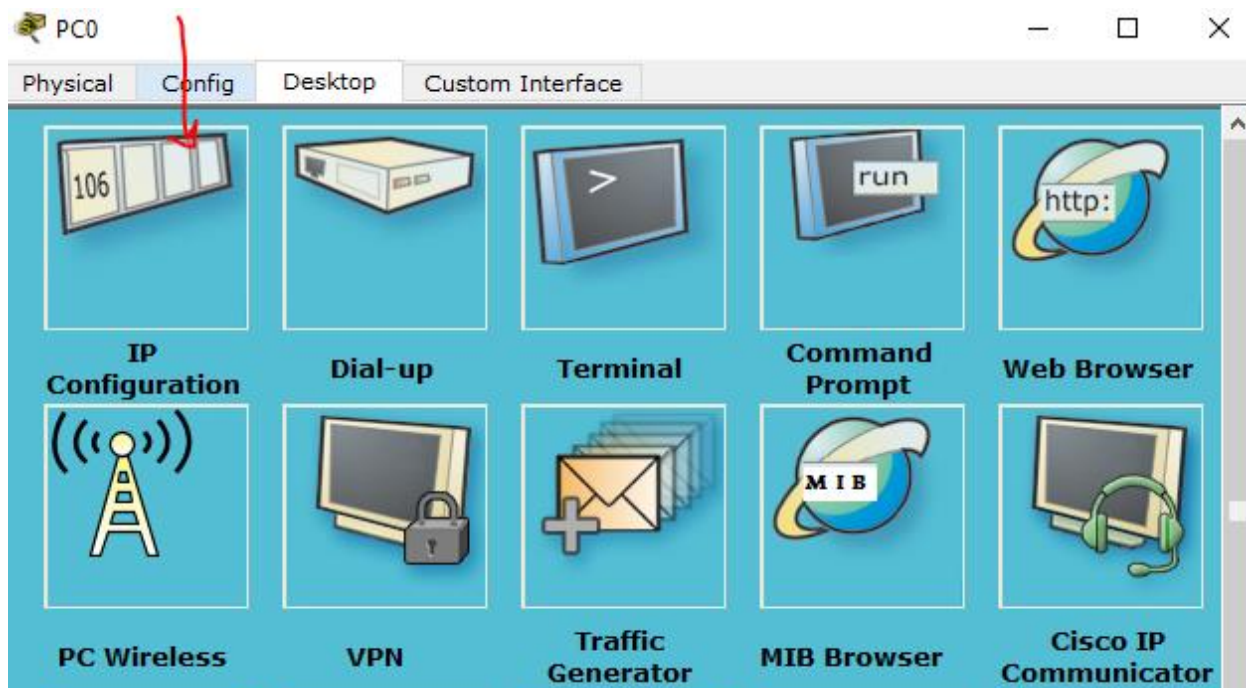 PC0
Physical Config Desktop Custom Interface
106
>
run
http:
IP
Configuration
Dial-up
Terminal
Command
Prompt
Web Browser
MIB
PC Wireless
VPN
Traffic
Generator
MIB Browser
Cisco IP
Communicator